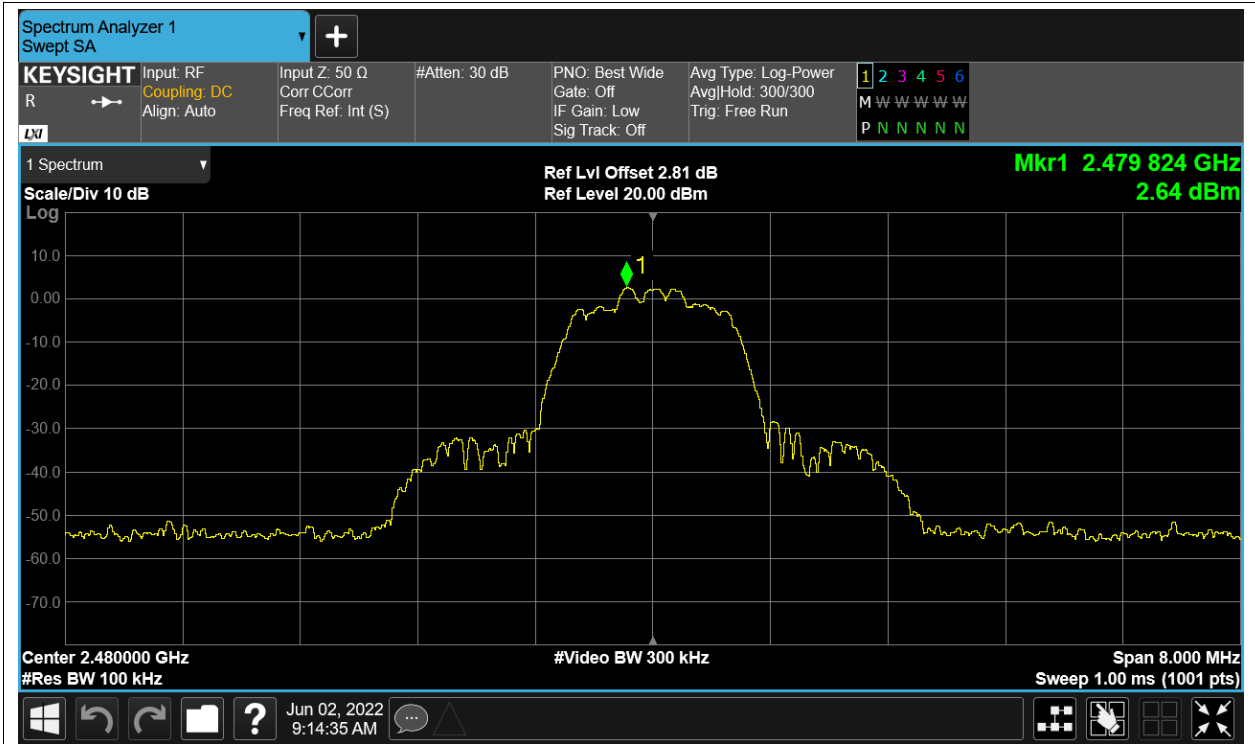 Spectrum Analyzer 1
Swept SA
KEYSIGHT
R
LXI
Input: RF
Coupling: DC
Align: Auto
Input Z: 50 Ω
Corr CCorr
Freq Ref: Int (S)
#Atten: 30 dB
PNO: Best Wide
Gate: Off
IF Gain: Low
Sig Track: Off
Avg Type: Log-Power
Avg|Hold: 300/300
Trig: Free Run
1 2 3 4 5 6
M W W W W W
P N N N N N
1 Spectrum
Scale/Div 10 dB
Log
Ref Lvl Offset 2.81 dB
Ref Level 20.00 dBm
Mkr1 2.479 824 GHz
2.64 dBm
1
10.0
0.00
-10.0
-20.0
-30.0
-40.0
-50.0
-60.0
-70.0
Center 2.480000 GHz
#Res BW 100 kHz
#Video BW 300 kHz
Span 8.000 MHz
Sweep 1.00 ms (1001 pts)
?
Jun 02, 2022
9:14:35 AM